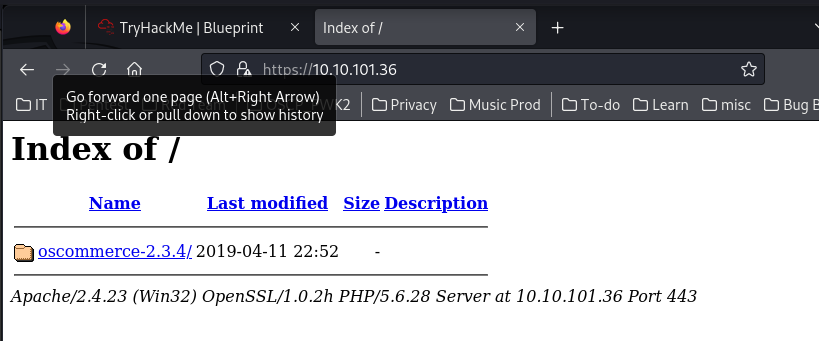 TryHackMe | Blueprint
Index of /
https://10.10.101.36
Go forward one page (Alt+Right Arrow)
Right-click or pull down to show history
IT
Privacy
Music Prod
To-do
Learn
misc
Bug B
Index of /
Name Last modified Size Description
oscommerce-2.3.4/ 2019-04-11 22:52 -
Apache/2.4.23 (Win32) OpenSSL/1.0.2h PHP/5.6.28 Server at 10.10.101.36 Port 443